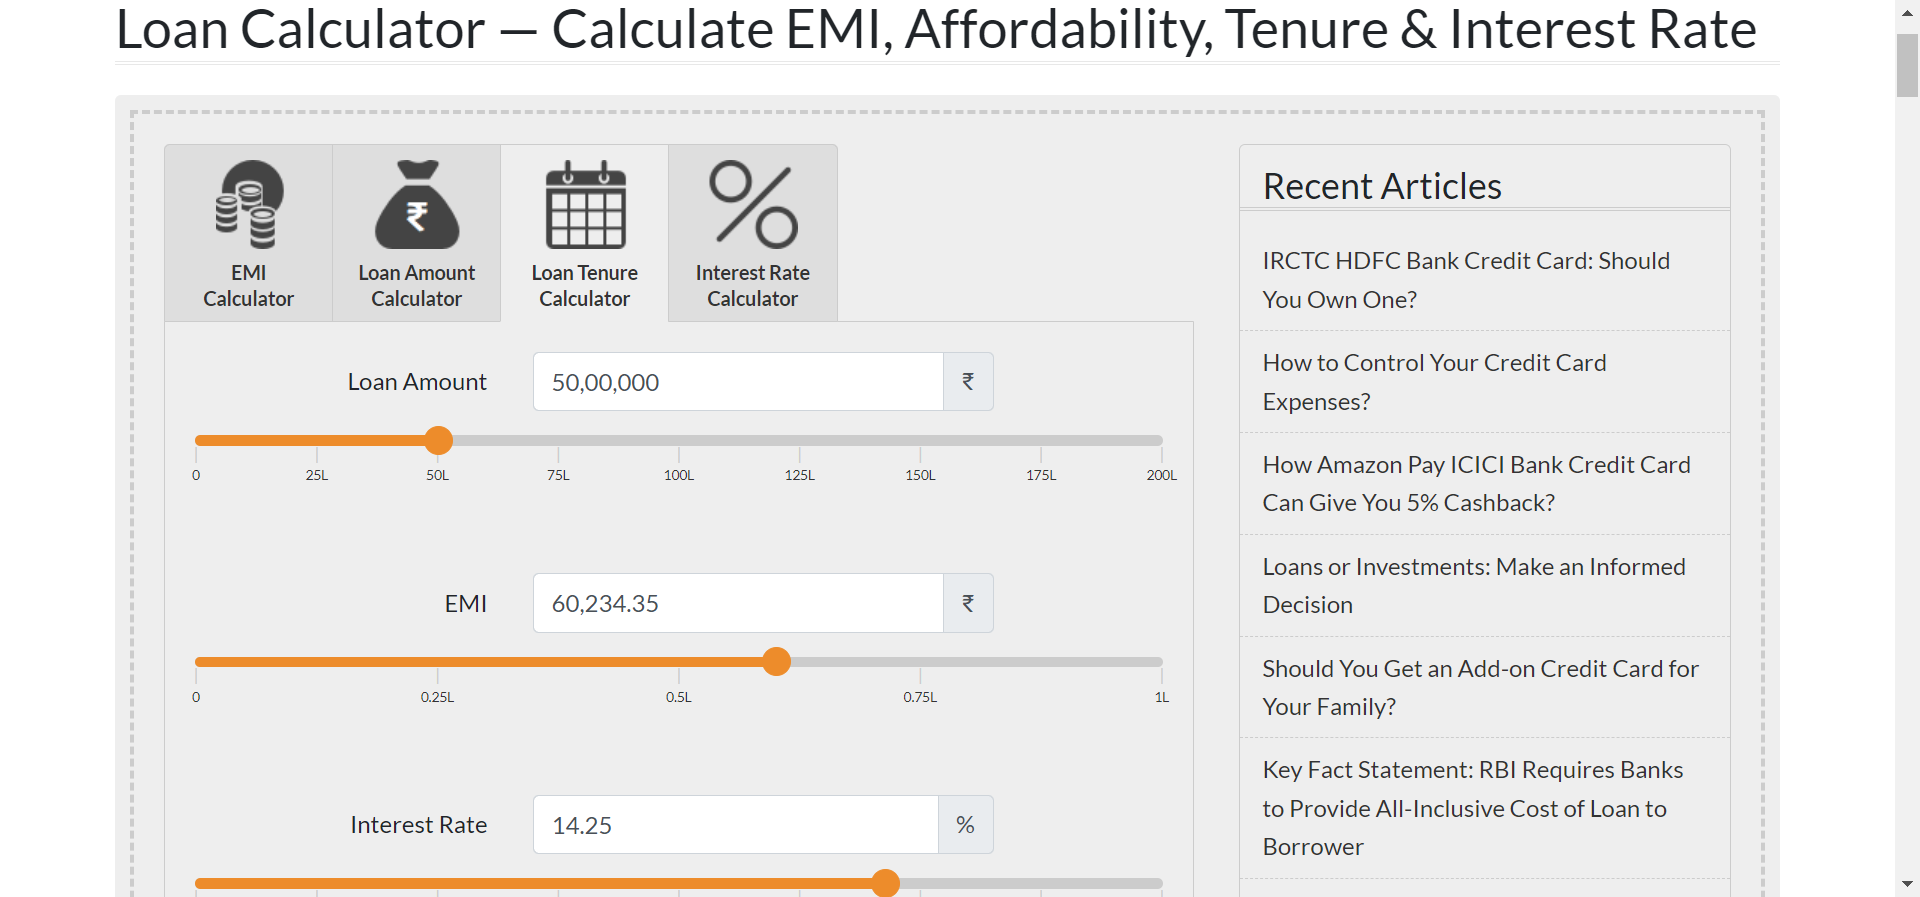 Loan Calculator — Calculate EMI, Affordability, Tenure & Interest Rate
EMI
Calculator
₹
Loan Amount
Calculator
Loan Tenure
Calculator
Interest Rate
Calculator
Loan Amount
50,00,000
₹
0 25L 50L 75L 100L 125L 150L 175L 200L
EMI
60,234.35
₹
0 0.25L 0.5L 0.75L 1L
Interest Rate
14.25
%
Recent Articles
IRCTC HDFC Bank Credit Card: Should
You Own One?
How to Control Your Credit Card
Expenses?
How Amazon Pay ICICI Bank Credit Card
Can Give You 5% Cashback?
Loans or Investments: Make an Informed
Decision
Should You Get an Add-on Credit Card for
Your Family?
Key Fact Statement: RBI Requires Banks
to Provide All-Inclusive Cost of Loan to
Borrower